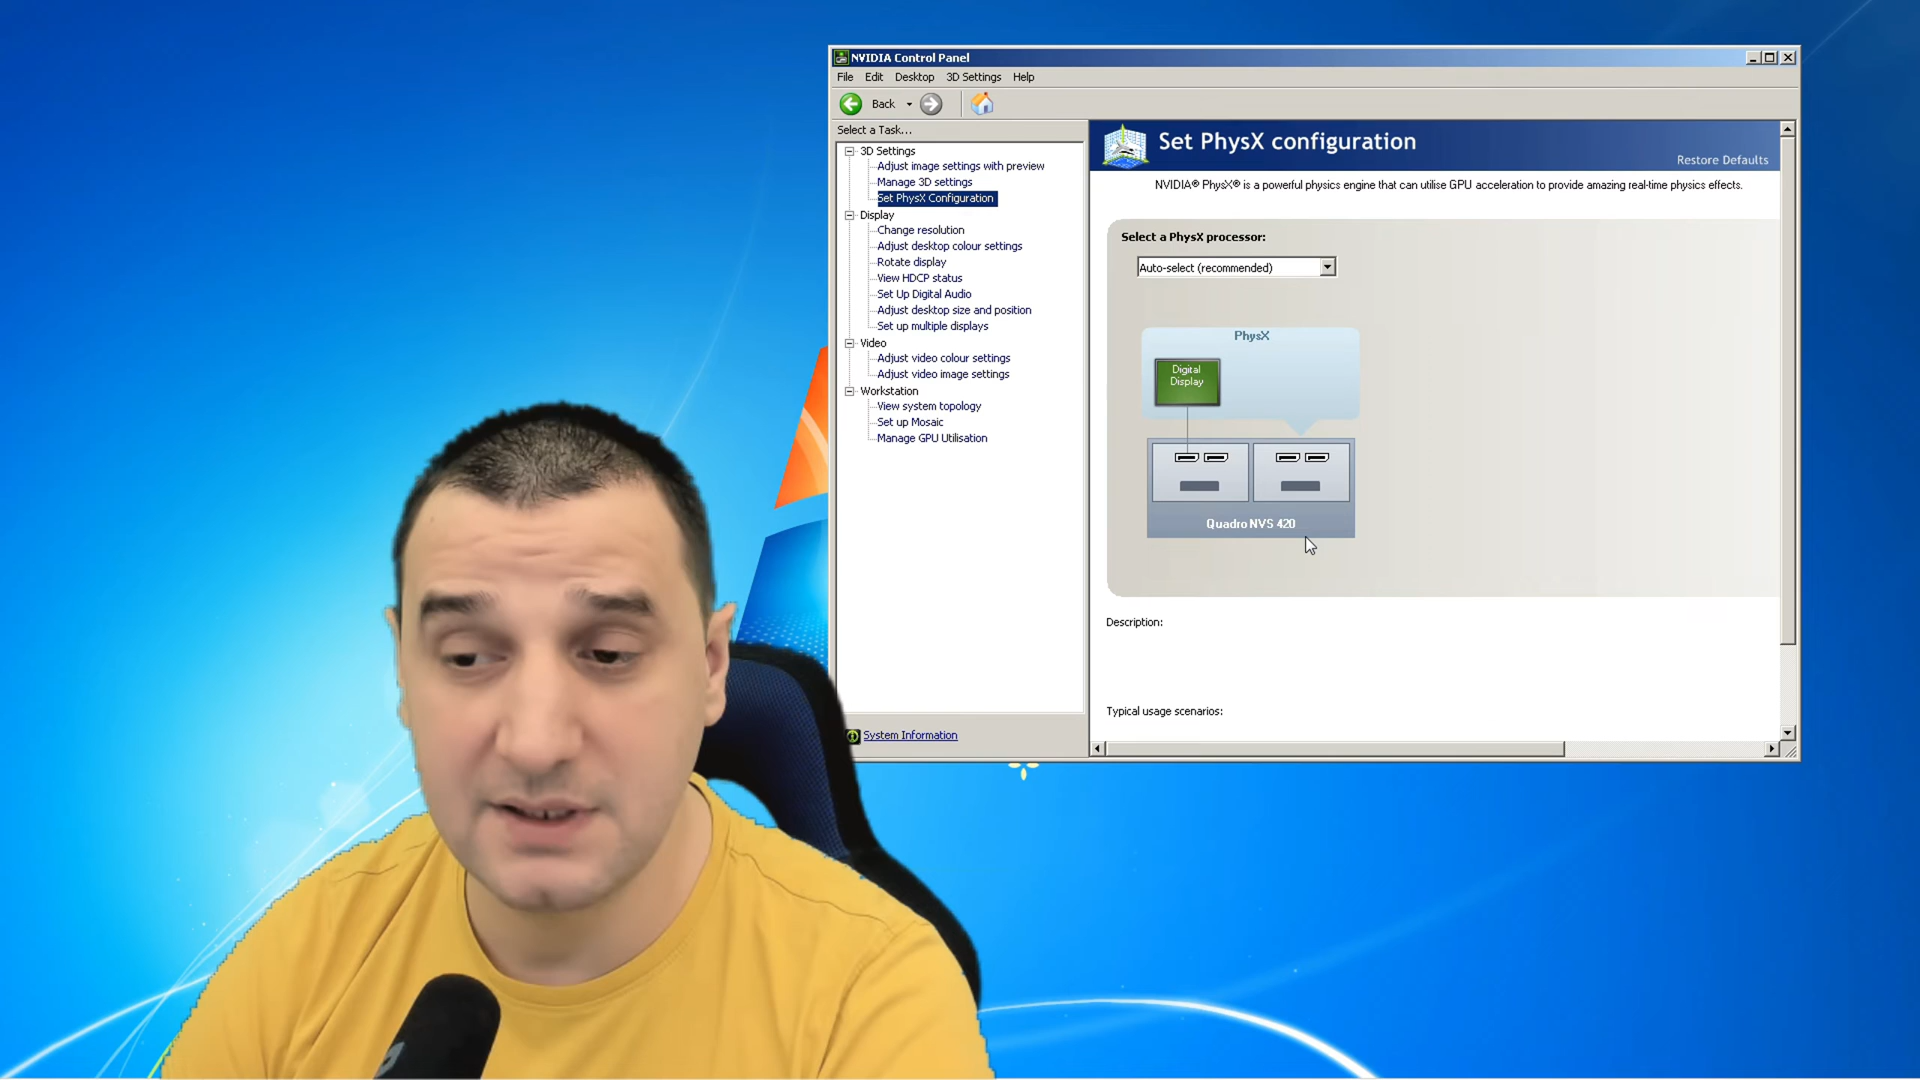 NVIDIA Control Panel
File Edit Desktop 3D Settings Help
Back
Select a Task...
3D Settings
Adjust image settings with preview
Manage 3D settings
Set PhysX Configuration
Display
Change resolution
Adjust desktop colour settings
Rotate display
View HDCP status
Set Up Digital Audio
Adjust desktop size and position
Set up multiple displays
Video
Adjust video colour settings
Adjust video image settings
Workstation
View system topology
Set up Mosaic
Manage GPU Utilisation
System Information
Set PhysX configuration
Restore Defaults
NVIDIA® PhysX® is a powerful physics engine that can utilise GPU acceleration to provide amazing real-time physics effects.
Select a PhysX processor:
Auto-select (recommended)
PhysX
Digital
Display
Quadro NVS 420
Description:
Typical usage scenarios: